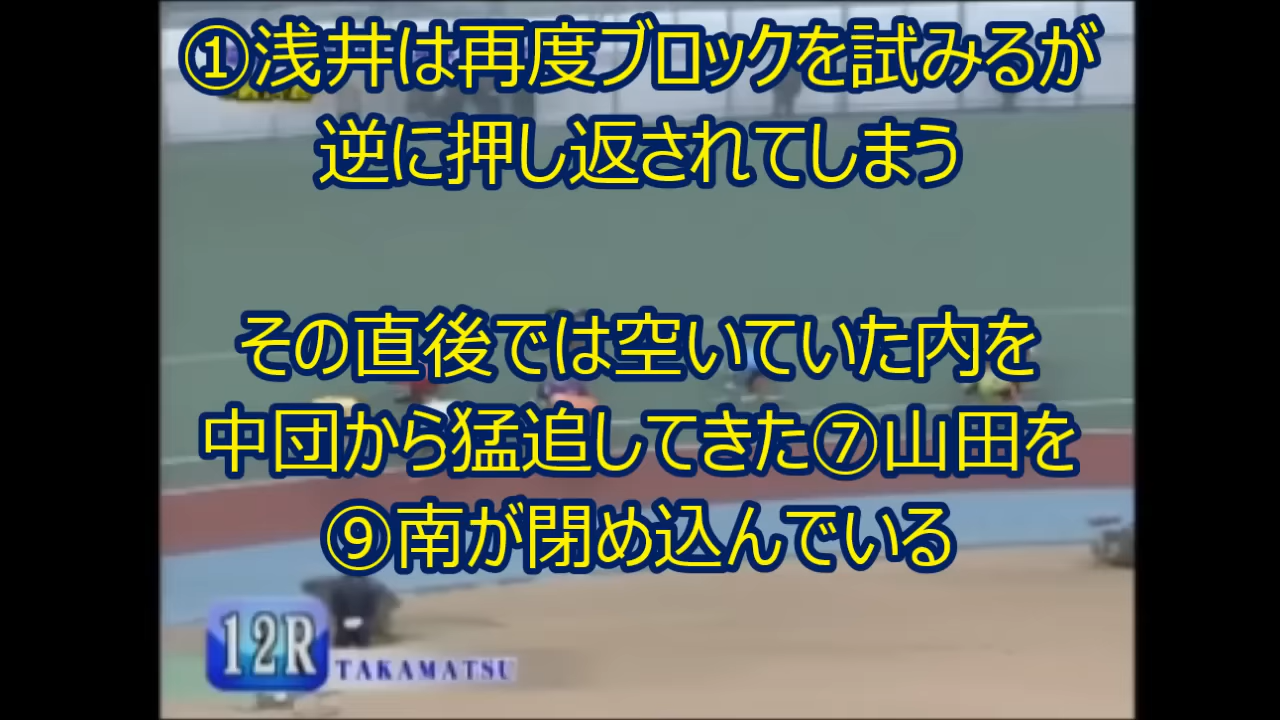 ①浅井は再度ブロックを試みるが
逆に押し返されてしまう
その直後では空いていた内を
中団から猛追してきた⑦山田を
⑨南が閉め込んでいる
12R
TAKAMATSU